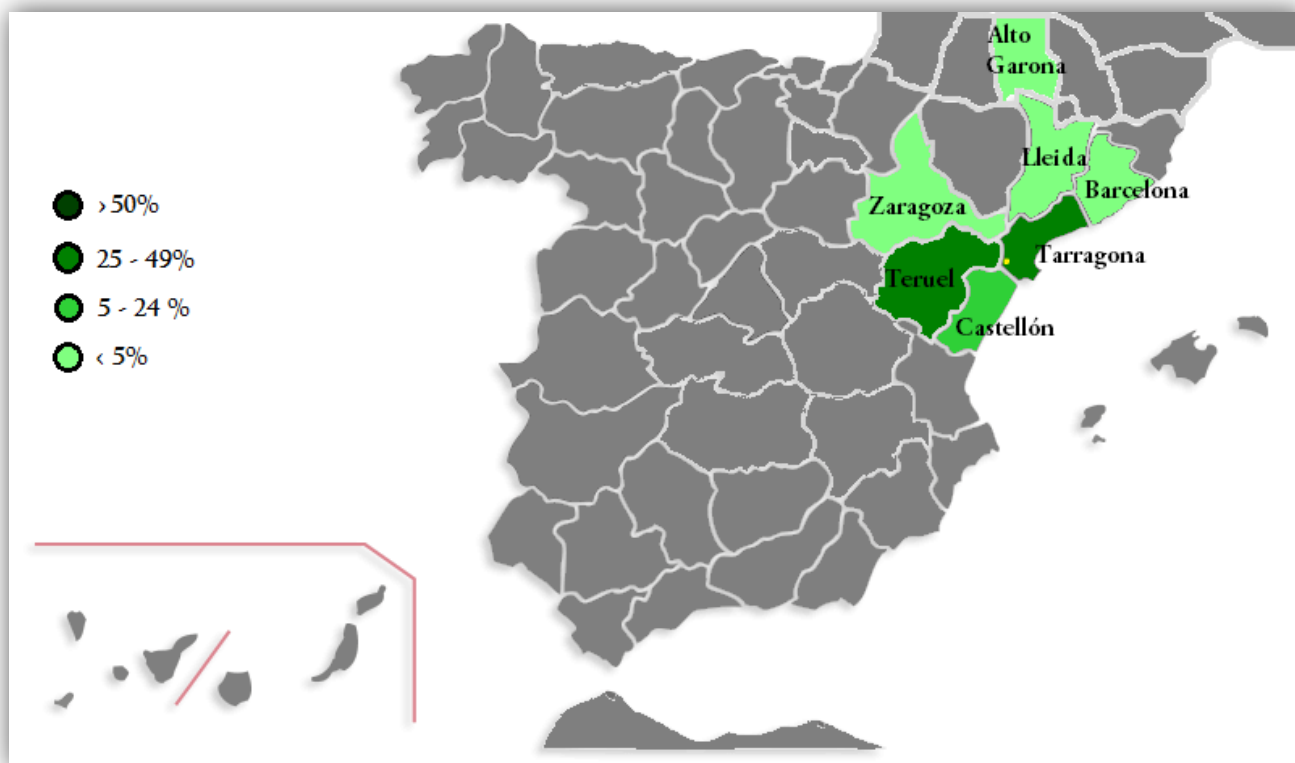 Alto
Garona
Lleida
Barcelona
Zaragoza
Tarragona
Teruel
Castellón
› 50%
25 - 49%
5 - 24 %
‹ 5%